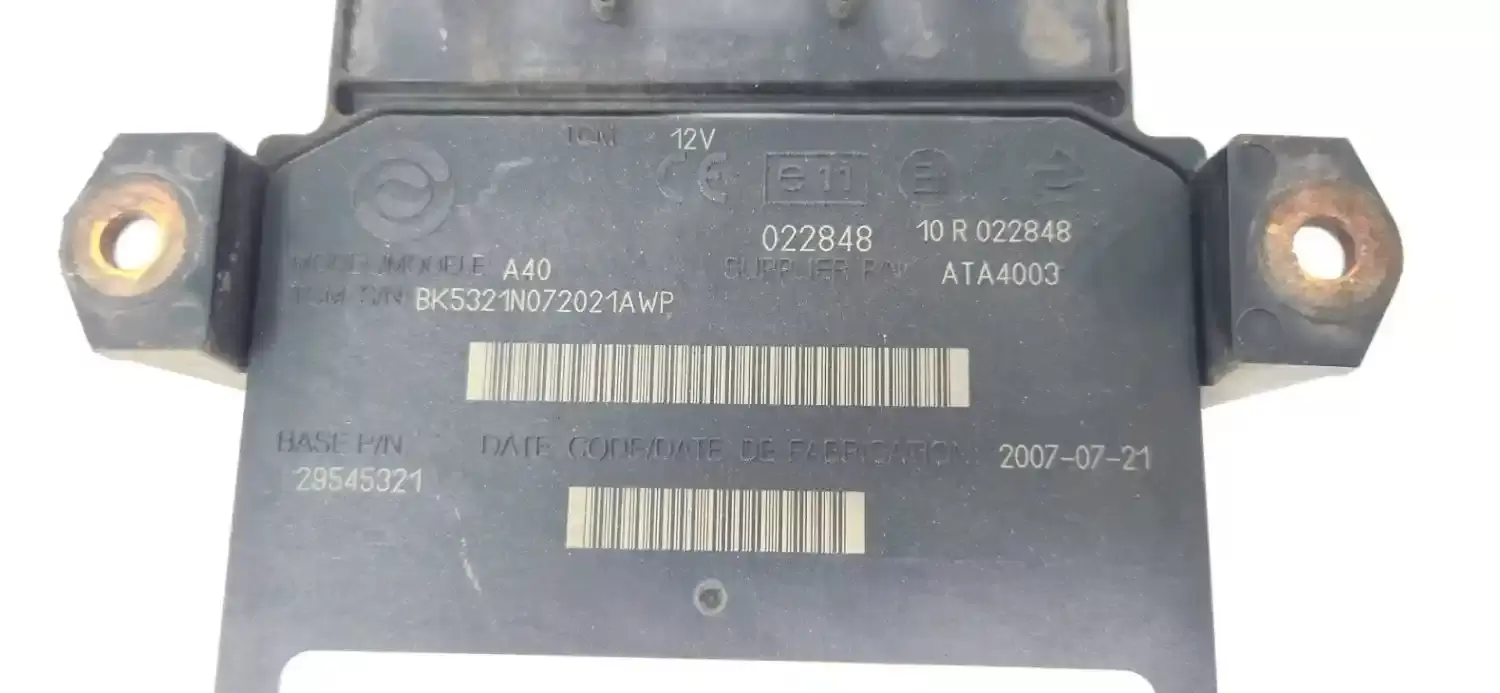 TCM 12V
CE e11
022848 10 R 022848
MODEL/MODELE A40 SUPPLIER P/N ATA4003
TCM S/N BK5321N072021AWP
BASE P/N DATE CODE/DATE DE FABRICATION: 2007-07-21
29545321